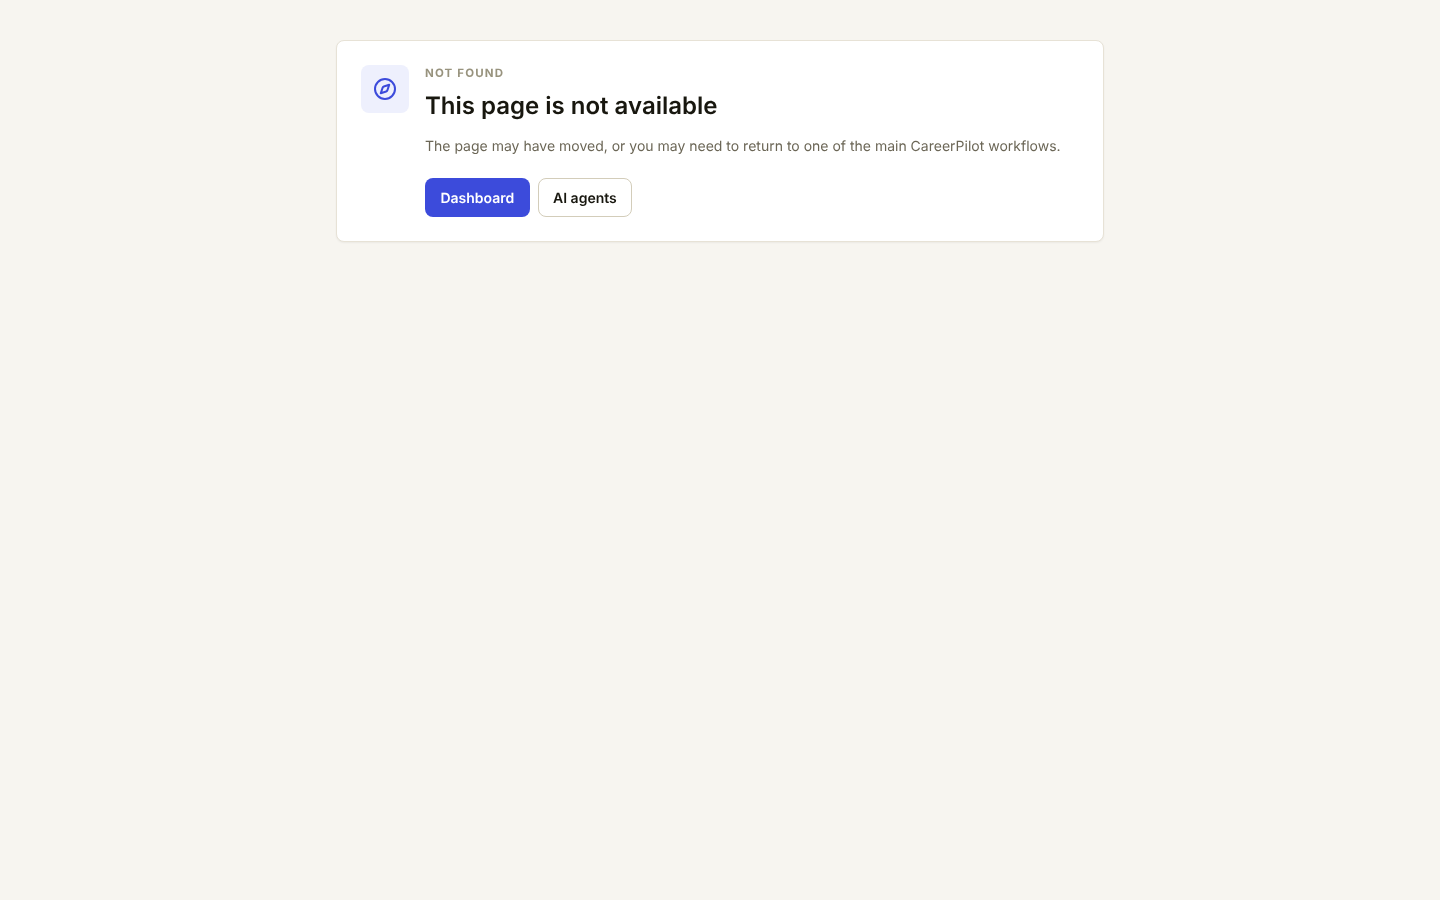 NOT FOUND
This page is not available
The page may have moved, or you may need to return to one of the main CareerPilot workflows.
Dashboard
AI agents